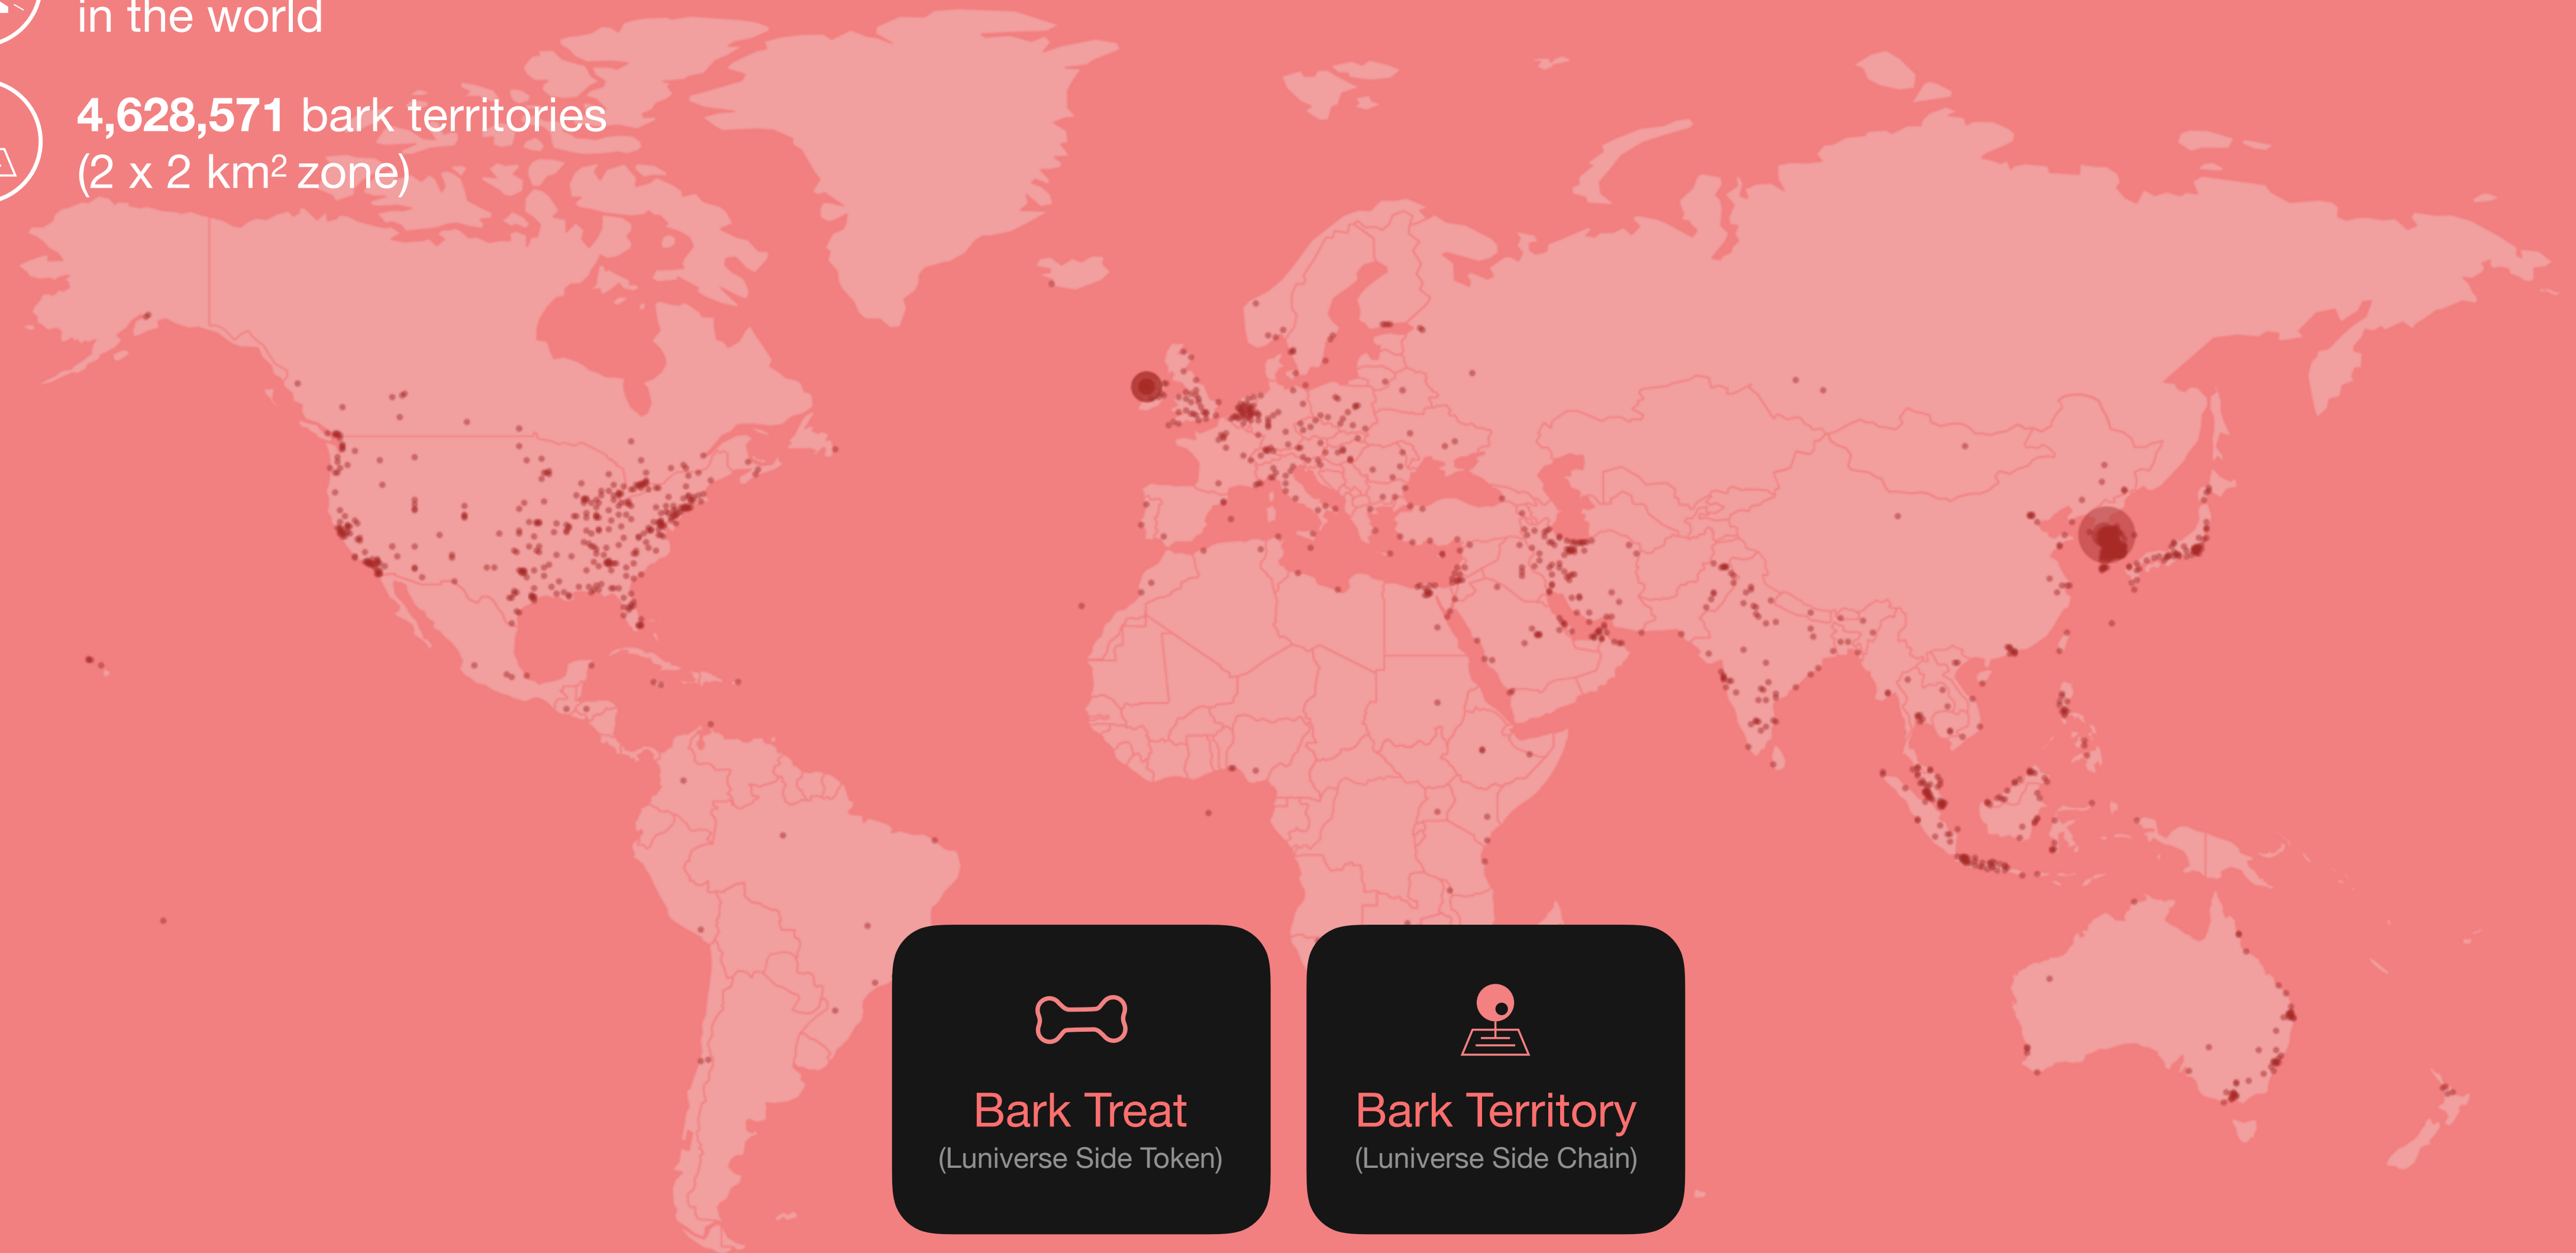 in the world
4,628,571 bark territories
(2 x 2 km² zone)
Bark Treat
(Luniverse Side Token)
Bark Territory
(Luniverse Side Chain)